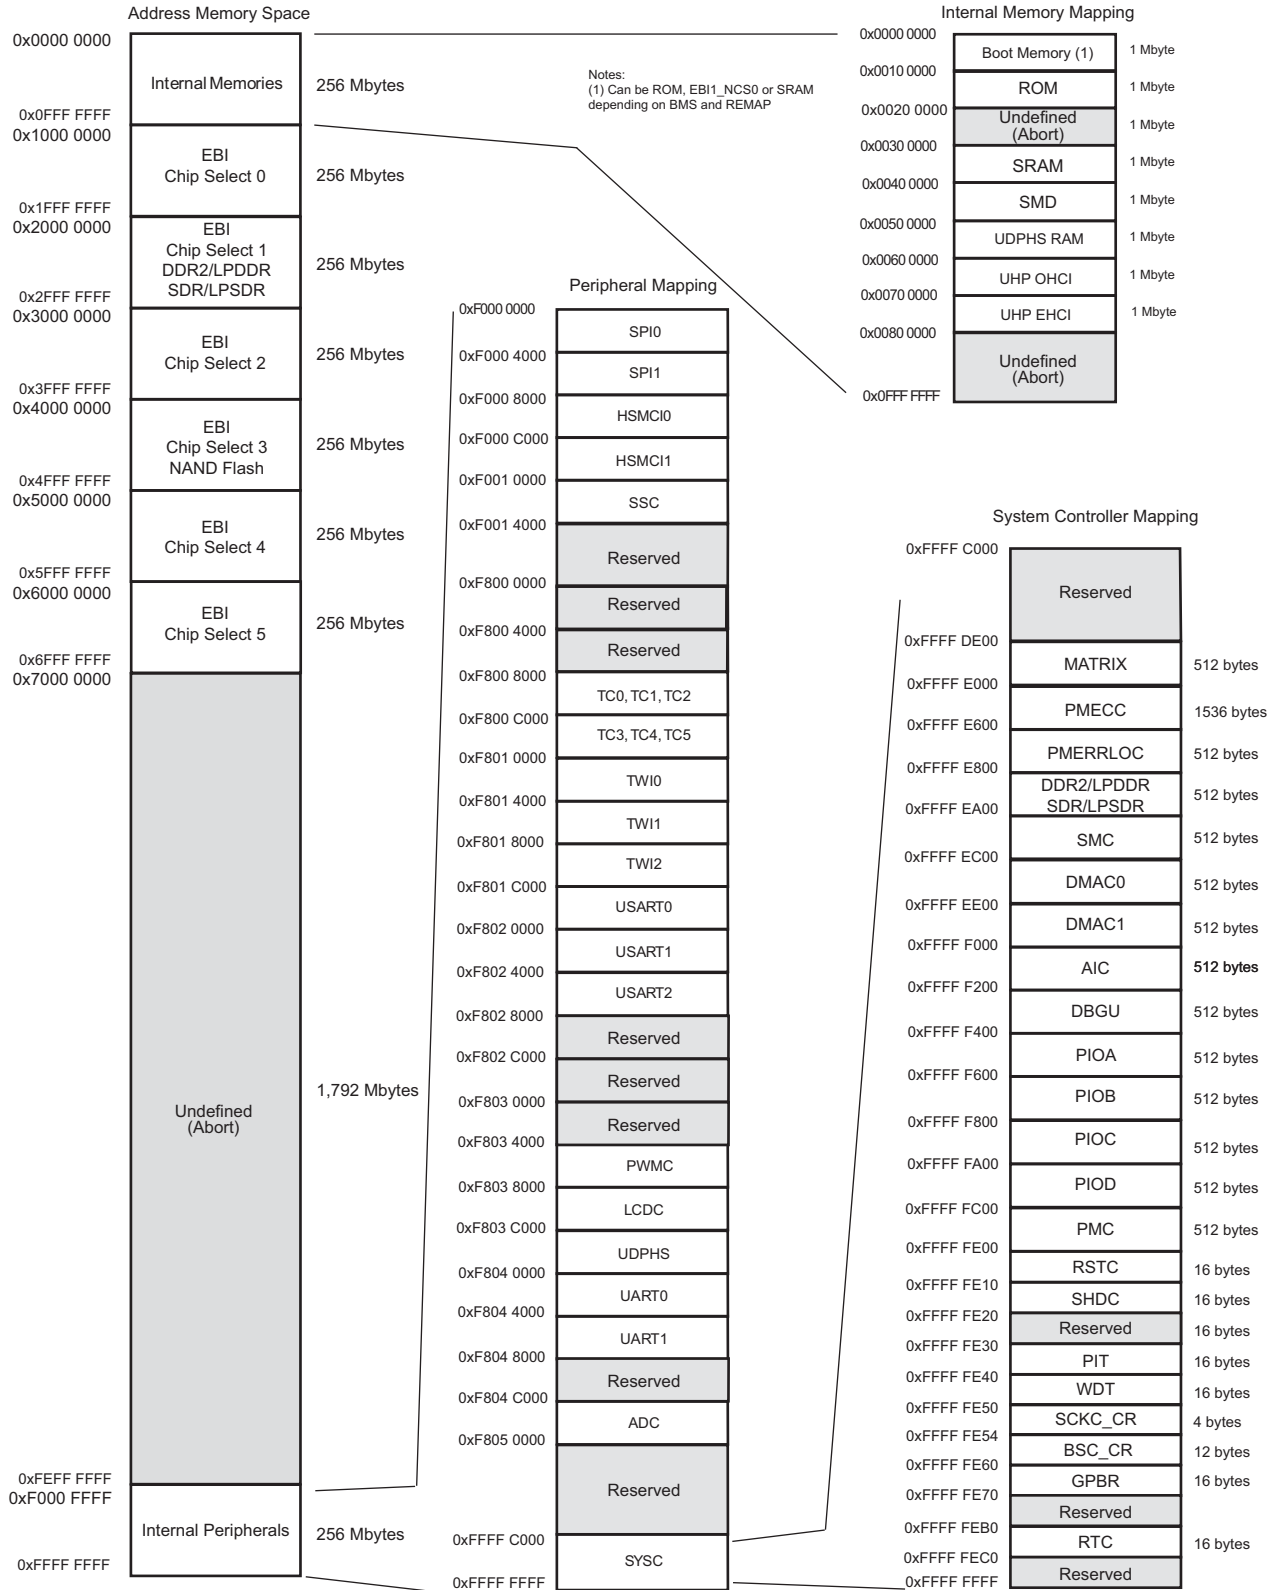 Address Memory Space
0x0000 0000
Internal Memories
256 Mbytes
0x0FFF FFFF
0x1000 0000
EBI
Chip Select 0
256 Mbytes
0x1FFF FFFF
0x2000 0000
EBI
Chip Select 1
DDR2/LPDDR
SDR/LPSDR
256 Mbytes
0x2FFF FFFF
0x3000 0000
EBI
Chip Select 2
256 Mbytes
0x3FFF FFFF
0x4000 0000
EBI
Chip Select 3
NAND Flash
256 Mbytes
0x4FFF FFFF
0x5000 0000
EBI
Chip Select 4
256 Mbytes
0x5FFF FFFF
0x6000 0000
EBI
Chip Select 5
256 Mbytes
0x6FFF FFFF
0x7000 0000
Undefined
(Abort)
1,792 Mbytes
0xFEFF FFFF
0xF000 FFFF
Internal Peripherals
256 Mbytes
0xFFFF FFFF
Notes:
(1) Can be ROM, EBI1_NCS0 or SRAM
depending on BMS and REMAP
Peripheral Mapping
0xF000 0000
SPI0
0xF000 4000
SPI1
0xF000 8000
HSMCI0
0xF000 C000
HSMCI1
0xF001 0000
SSC
0xF001 4000
Reserved
0xF800 0000
Reserved
0xF800 4000
Reserved
0xF800 8000
TC0, TC1, TC2
0xF800 C000
TC3, TC4, TC5
0xF801 0000
TWI0
0xF801 4000
TWI1
0xF801 8000
TWI2
0xF801 C000
USART0
0xF802 0000
USART1
0xF802 4000
USART2
0xF802 8000
Reserved
0xF802 C000
Reserved
0xF803 0000
Reserved
0xF803 4000
PWMC
0xF803 8000
LCDC
0xF803 C000
UDPHS
0xF804 0000
UART0
0xF804 4000
UART1
0xF804 8000
Reserved
0xF804 C000
ADC
0xF805 0000
Reserved
0xFFFF C000
SYSC
0xFFFF FFFF
Internal Memory Mapping
0x0000 0000
Boot Memory (1)
1 Mbyte
0x0010 0000
ROM
1 Mbyte
0x0020 0000
Undefined
(Abort)
1 Mbyte
0x0030 0000
SRAM
1 Mbyte
0x0040 0000
SMD
1 Mbyte
0x0050 0000
UDPHS RAM
1 Mbyte
0x0060 0000
UHP OHCI
1 Mbyte
0x0070 0000
UHP EHCI
1 Mbyte
0x0080 0000
Undefined
(Abort)
0x0FFF FFFF
System Controller Mapping
0xFFFF C000
Reserved
0xFFFF DE00
MATRIX
512 bytes
0xFFFF E000
PMECC
1536 bytes
0xFFFF E600
PMERRLOC
512 bytes
0xFFFF E800
DDR2/LPDDR
SDR/LPSDR
512 bytes
0xFFFF EA00
SMC
512 bytes
0xFFFF EC00
DMAC0
512 bytes
0xFFFF EE00
DMAC1
512 bytes
0xFFFF F000
AIC
512 bytes
0xFFFF F200
DBGU
512 bytes
0xFFFF F400
PIOA
512 bytes
0xFFFF F600
PIOB
512 bytes
0xFFFF F800
PIOC
512 bytes
0xFFFF FA00
PIOD
512 bytes
0xFFFF FC00
PMC
512 bytes
0xFFFF FE00
RSTC
16 bytes
0xFFFF FE10
SHDC
16 bytes
0xFFFF FE20
Reserved
16 bytes
0xFFFF FE30
PIT
16 bytes
0xFFFF FE40
WDT
16 bytes
0xFFFF FE50
SCKC_CR
4 bytes
0xFFFF FE54
BSC_CR
12 bytes
0xFFFF FE60
GPBR
16 bytes
0xFFFF FE70
Reserved
0xFFFF FEB0
RTC
16 bytes
0xFFFF FEC0
Reserved
0xFFFF FFFF